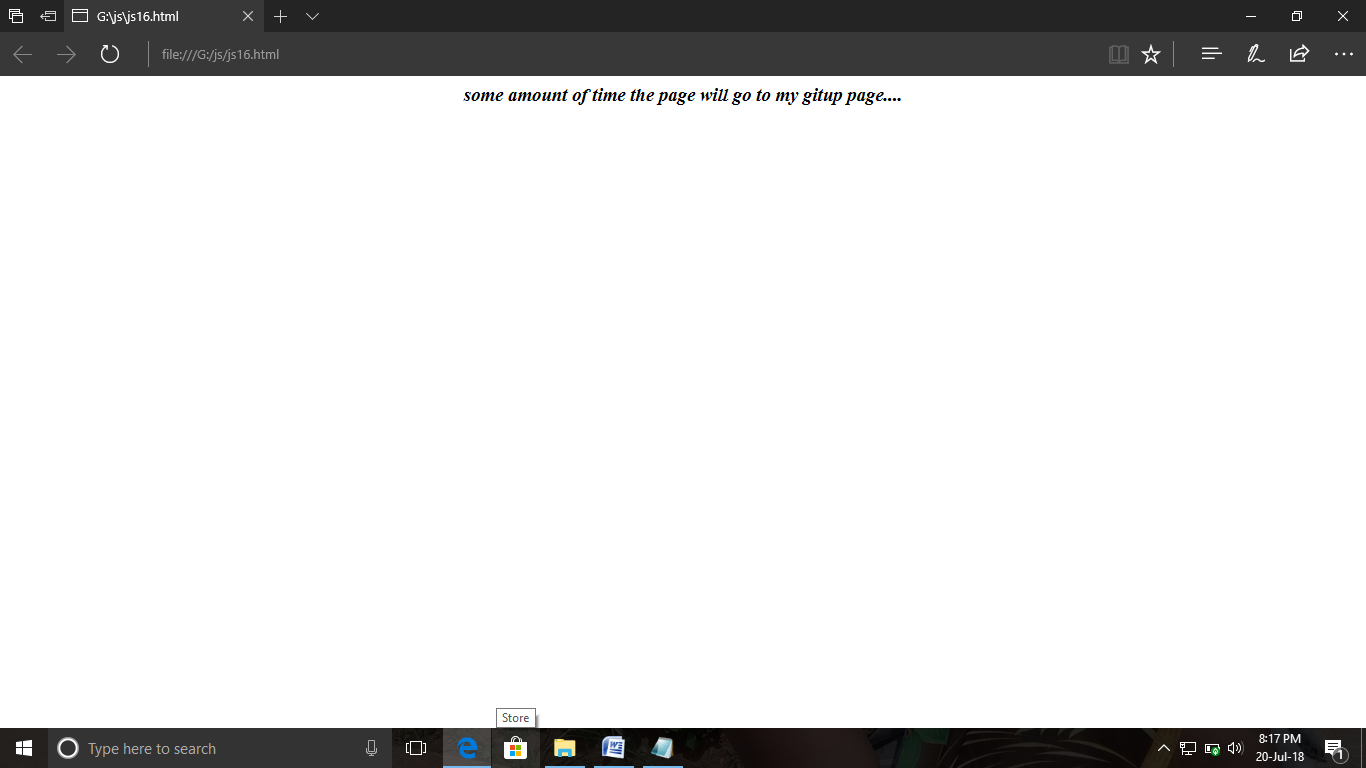 G:\js\js16.html
file:///G:/js/js16.html
some amount of time the page will go to my gitup page....
Store
Type here to search
8:17 PM
20-Jul-18
1